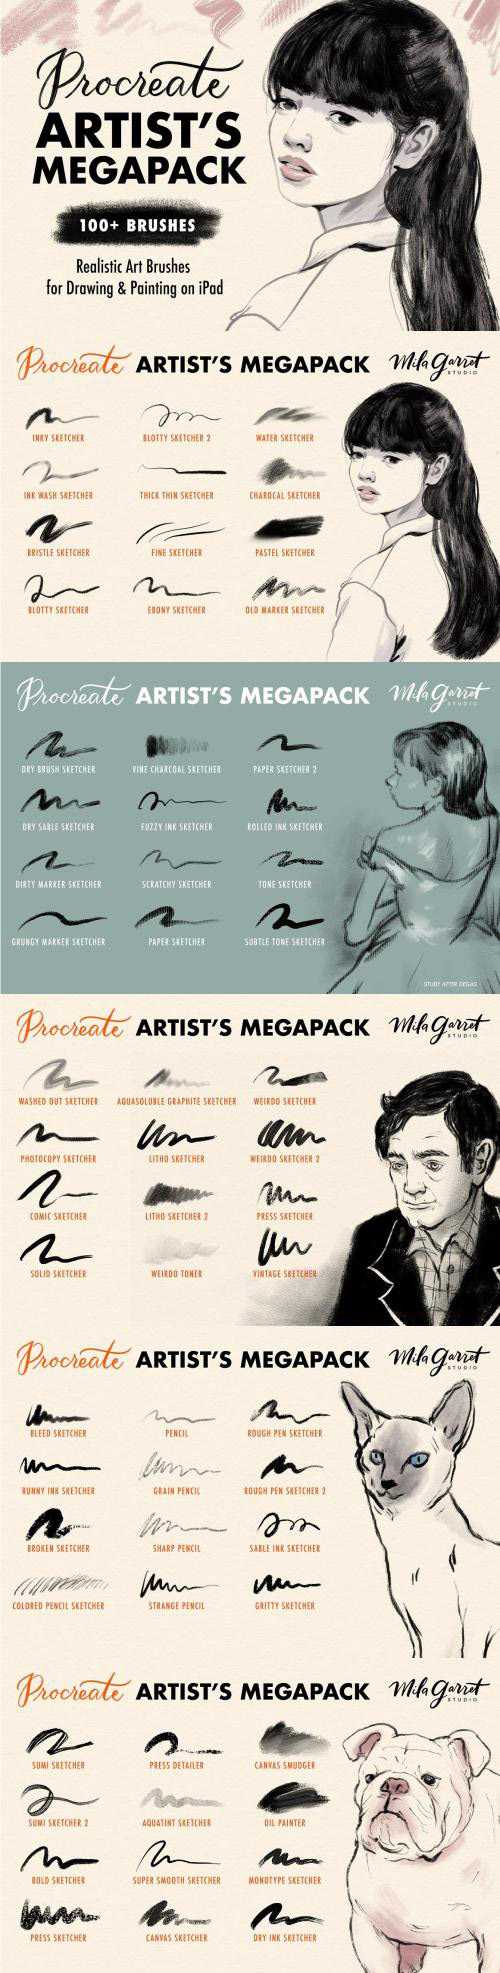 Procreate
ARTIST'S
MEGAPACK
100+ BRUSHES
Realistic Art Brushes
for Drawing & Painting on iPad
Procreate ARTIST'S MEGAPACK Mila Garret STUDIO
INKY SKETCHER BLOTTY SKETCHER 2 WATER SKETCHER
INK WASH SKETCHER THICK THIN SKETCHER CHARCOAL SKETCHER
BRISTLE SKETCHER FINE SKETCHER PASTEL SKETCHER
BLOTTY SKETCHER EBONY SKETCHER OLD MARKER SKETCHER
Procreate ARTIST'S MEGAPACK Mila Garret STUDIO
DRY BRUSH SKETCHER VINE CHARCOAL SKETCHER PAPER SKETCHER 2
DRY SABLE SKETCHER FUZZY INK SKETCHER ROLLED INK SKETCHER
DIRTY MARKER SKETCHER SCRATCHY SKETCHER TONE SKETCHER
GRUNGY MARKER SKETCHER PAPER SKETCHER SUBTLE TONE SKETCHER
STUDY AFTER DEGAS
Procreate ARTIST'S MEGAPACK Mila Garret STUDIO
WASHED OUT SKETCHER AQUASOLUBLE GRAPHITE SKETCHER WEIRDO SKETCHER
PHOTOCOPY SKETCHER LITHO SKETCHER WEIRDO SKETCHER 2
COMIC SKETCHER LITHO SKETCHER 2 PRESS SKETCHER
SOLID SKETCHER WEIRDO TONER VINTAGE SKETCHER
Procreate ARTIST'S MEGAPACK Mila Garret STUDIO
BLEED SKETCHER PENCIL ROUGH PEN SKETCHER
RUNNY INK SKETCHER GRAIN PENCIL ROUGH PEN SKETCHER 2
BROKEN SKETCHER SHARP PENCIL SABLE INK SKETCHER
COLORED PENCIL SKETCHER STRANGE PENCIL GRITTY SKETCHER
Procreate ARTIST'S MEGAPACK Mila Garret STUDIO
SUMI SKETCHER PRESS DETAILER CANVAS SMUDGER
SUMI SKETCHER 2 AQUATINT SKETCHER OIL PAINTER
BOLD SKETCHER SUPER SMOOTH SKETCHER MONOTYPE SKETCHER
PRESS SKETCHER CANVAS SKETCHER DRY INK SKETCHER